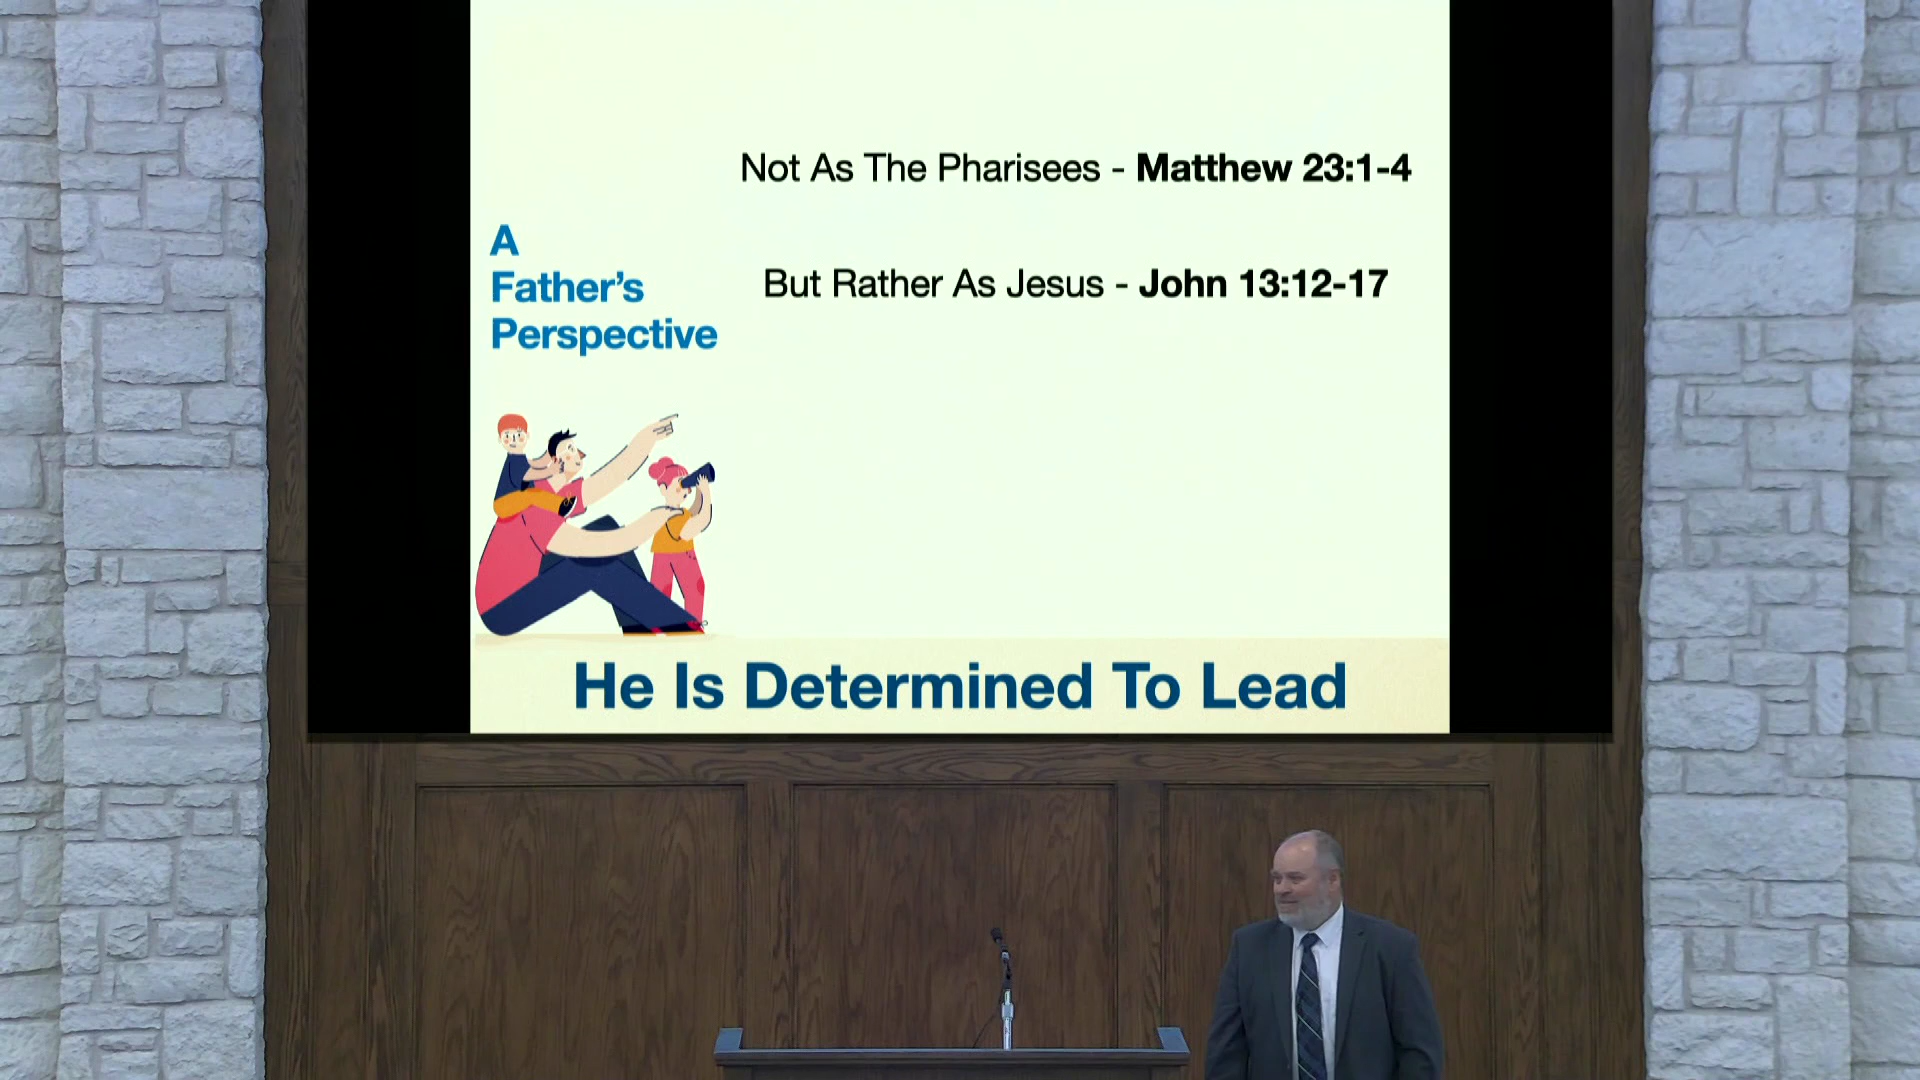 Not As The Pharisees - Matthew 23:1-4
But Rather As Jesus - John 13:12-17
A
Father's
Perspective
He Is Determined To Lead